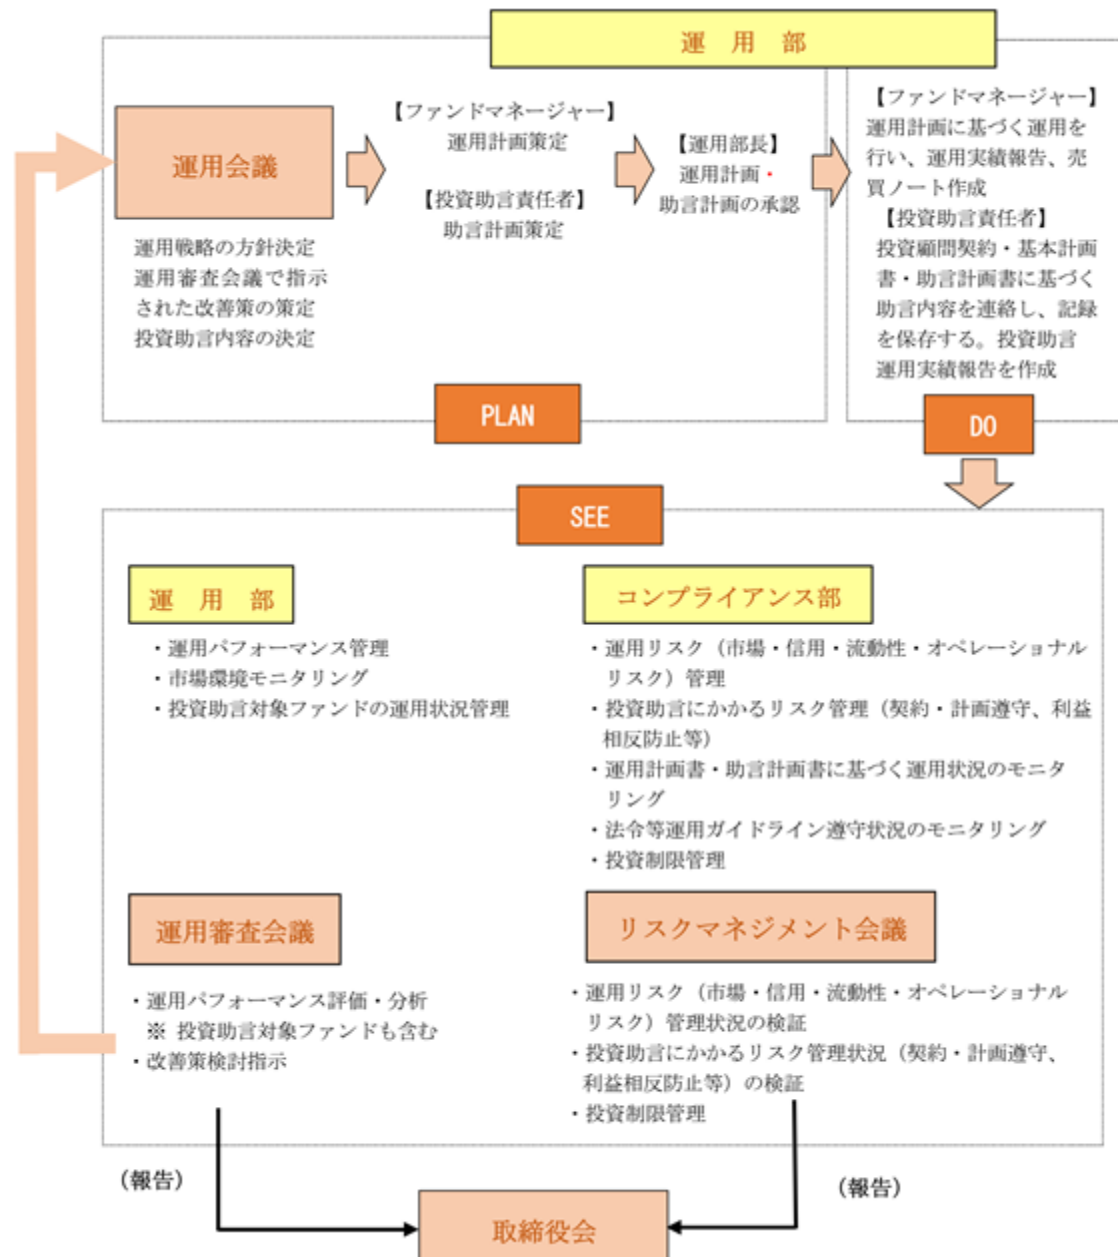 運 用 部
運用会議
運用戦略の方針決定
運用審査会議で指示
された改善策の策定
投資助言内容の決定
【ファンドマネージャー】
運用計画策定
【投資助言責任者】
助言計画策定
【運用部長】
運用計画・
助言計画の承認
PLAN
【ファンドマネージャー】
運用計画に基づく運用を
行い、運用実績報告、売
買ノート作成
【投資助言責任者】
投資顧問契約・基本計画
書・助言計画書に基づく
助言内容を連絡し、記録
を保存する。投資助言
運用実績報告を作成
DO
SEE
運 用 部
・運用パフォーマンス管理
・市場環境モニタリング
・投資助言対象ファンドの運用状況管理
コンプライアンス部
・運用リスク（市場・信用・流動性・オペレーショナル
リスク）管理
・投資助言にかかるリスク管理（契約・計画遵守、利益
相反防止等）
・運用計画書・助言計画書に基づく運用状況のモニタ
リング
・法令等運用ガイドライン遵守状況のモニタリング
・投資制限管理
運用審査会議
・運用パフォーマンス評価・分析
※ 投資助言対象ファンドも含む
・改善策検討指示
リスクマネジメント会議
・運用リスク（市場・信用・流動性・オペレーショナル
リスク）管理状況の検証
・投資助言にかかるリスク管理状況（契約・計画遵守、
利益相反防止等）の検証
・投資制限管理
（報告）
（報告）
取締役会